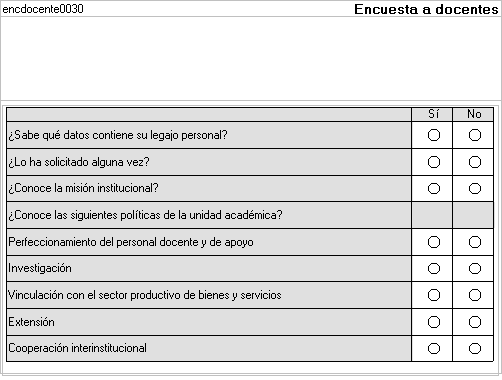 encdocente0030
Encuesta a docentes
Sí No
¿Sabe qué datos contiene su legajo personal?
¿Lo ha solicitado alguna vez?
¿Conoce la misión institucional?
¿Conoce las siguientes políticas de la unidad académica?
Perfeccionamiento del personal docente y de apoyo
Investigación
Vinculación con el sector productivo de bienes y servicios
Extensión
Cooperación interinstitucional